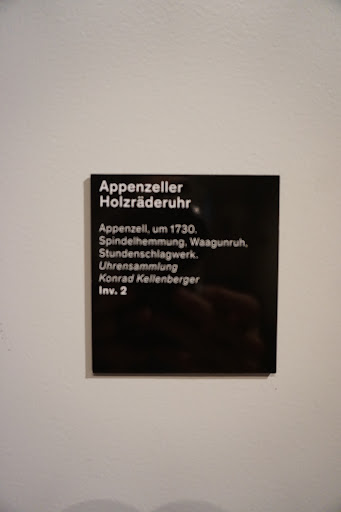 Appenzeller
Holzräderuhr
Appenzell, um 1730.
Spindelhemmung, Waagunruh,
Stundenschlagwerk.
Uhrensammlung
Konrad Kellenberger
Inv. 2